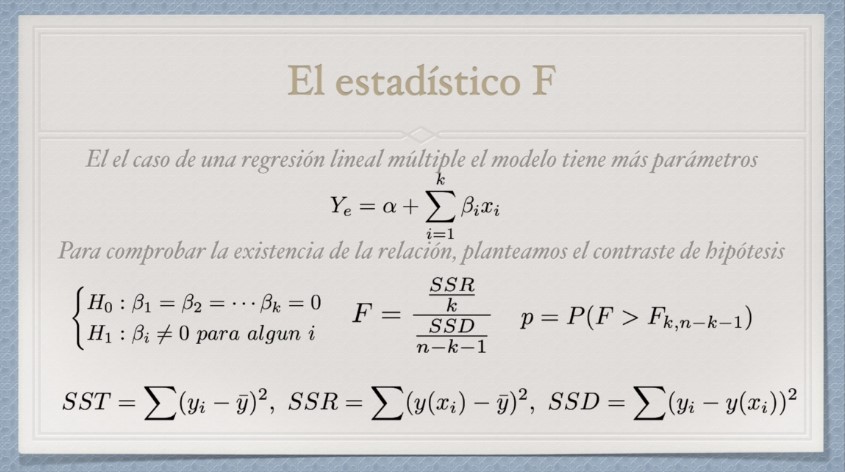 El estadístico F
El el caso de una regresión lineal múltiple el modelo tiene más parámetros
$Y_e = \alpha + \sum_{i=1}^{k} \beta_i x_i$
Para comprobar la existencia de la relación, planteamos el contraste de hipótesis
$\begin{cases} H_0 : \beta_1 = \beta_2 = \cdots \beta_k = 0 \\ H_1 : \beta_i \neq 0 \text{ para algun } i \end{cases}$ $F = \frac{\frac{SSR}{k}}{\frac{SSD}{n-k-1}}$ $p = P(F > F_{k,n-k-1})$
$SST = \sum (y_i - \bar{y})^2, \ SSR = \sum (y(x_i) - \bar{y})^2, \ SSD = \sum (y_i - y(x_i))^2$